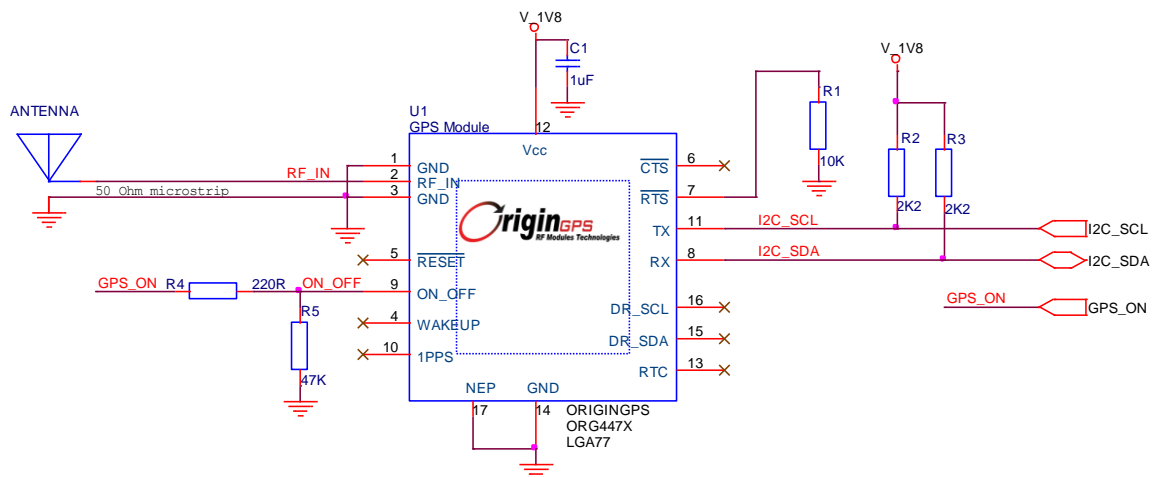 V_1V8
C1
1uF
V_1V8
R1
10K
ANTENNA
U1
GPS Module
12
Vcc
R2
R3
2K2
2K2
1
GND
RF_IN
2
RF_IN
50 Ohm microstrip
3
GND
6
CTS
7
RTS
OriginGPS
RF Modules Technologies
11
TX
I2C_SCL
I2C_SCL
8
RX
I2C_SDA
I2C_SDA
5
RESET
GPS_ON
R4
220R
ON_OFF
9
ON_OFF
GPS_ON
GPS_ON
16
DR_SCL
R5
47K
4
WAKEUP
15
DR_SDA
10
1PPS
13
RTC
NEP
GND
17
14
ORIGINGPS
ORG447X
LGA77